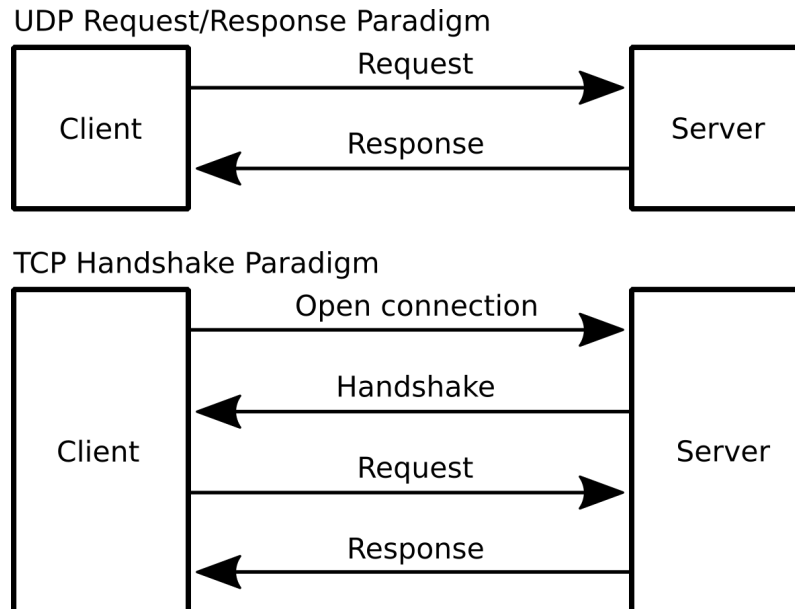 UDP Request/Response Paradigm
Request
Client
Server
Response
TCP Handshake Paradigm
Open connection
Handshake
Client
Server
Request
Response